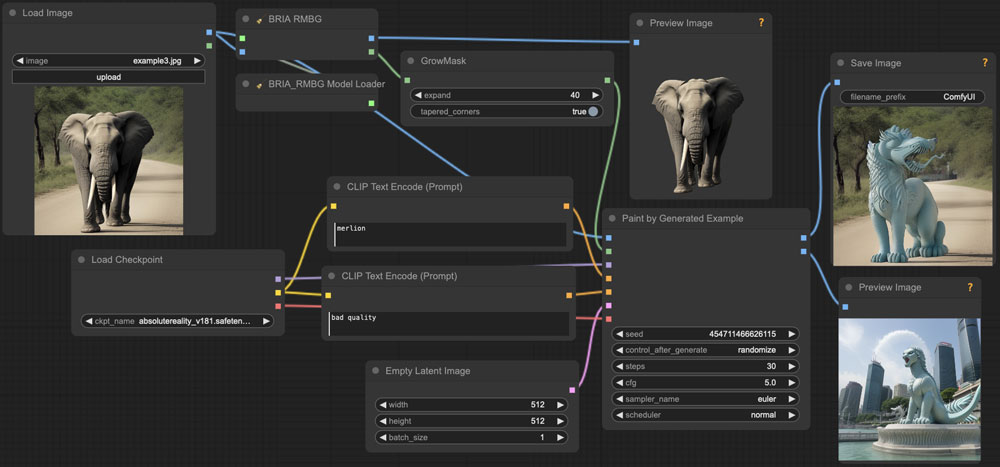 Load Image
image example3.jpg
upload
BRIA RMBG
BRIA_RMBG Model Loader
GrowMask
expand 40
tapered_corners true
Preview Image ?
Save Image ?
filename_prefix ComfyUI
CLIP Text Encode (Prompt)
merlion
Load Checkpoint
ckpt_name absolutereality_v181.safeten...
CLIP Text Encode (Prompt)
bad quality
Paint by Generated Example
seed 454711466626115
control_after_generate randomize
steps 30
cfg 5.0
sampler_name euler
scheduler normal
Preview Image ?
Empty Latent Image
width 512
height 512
batch_size 1